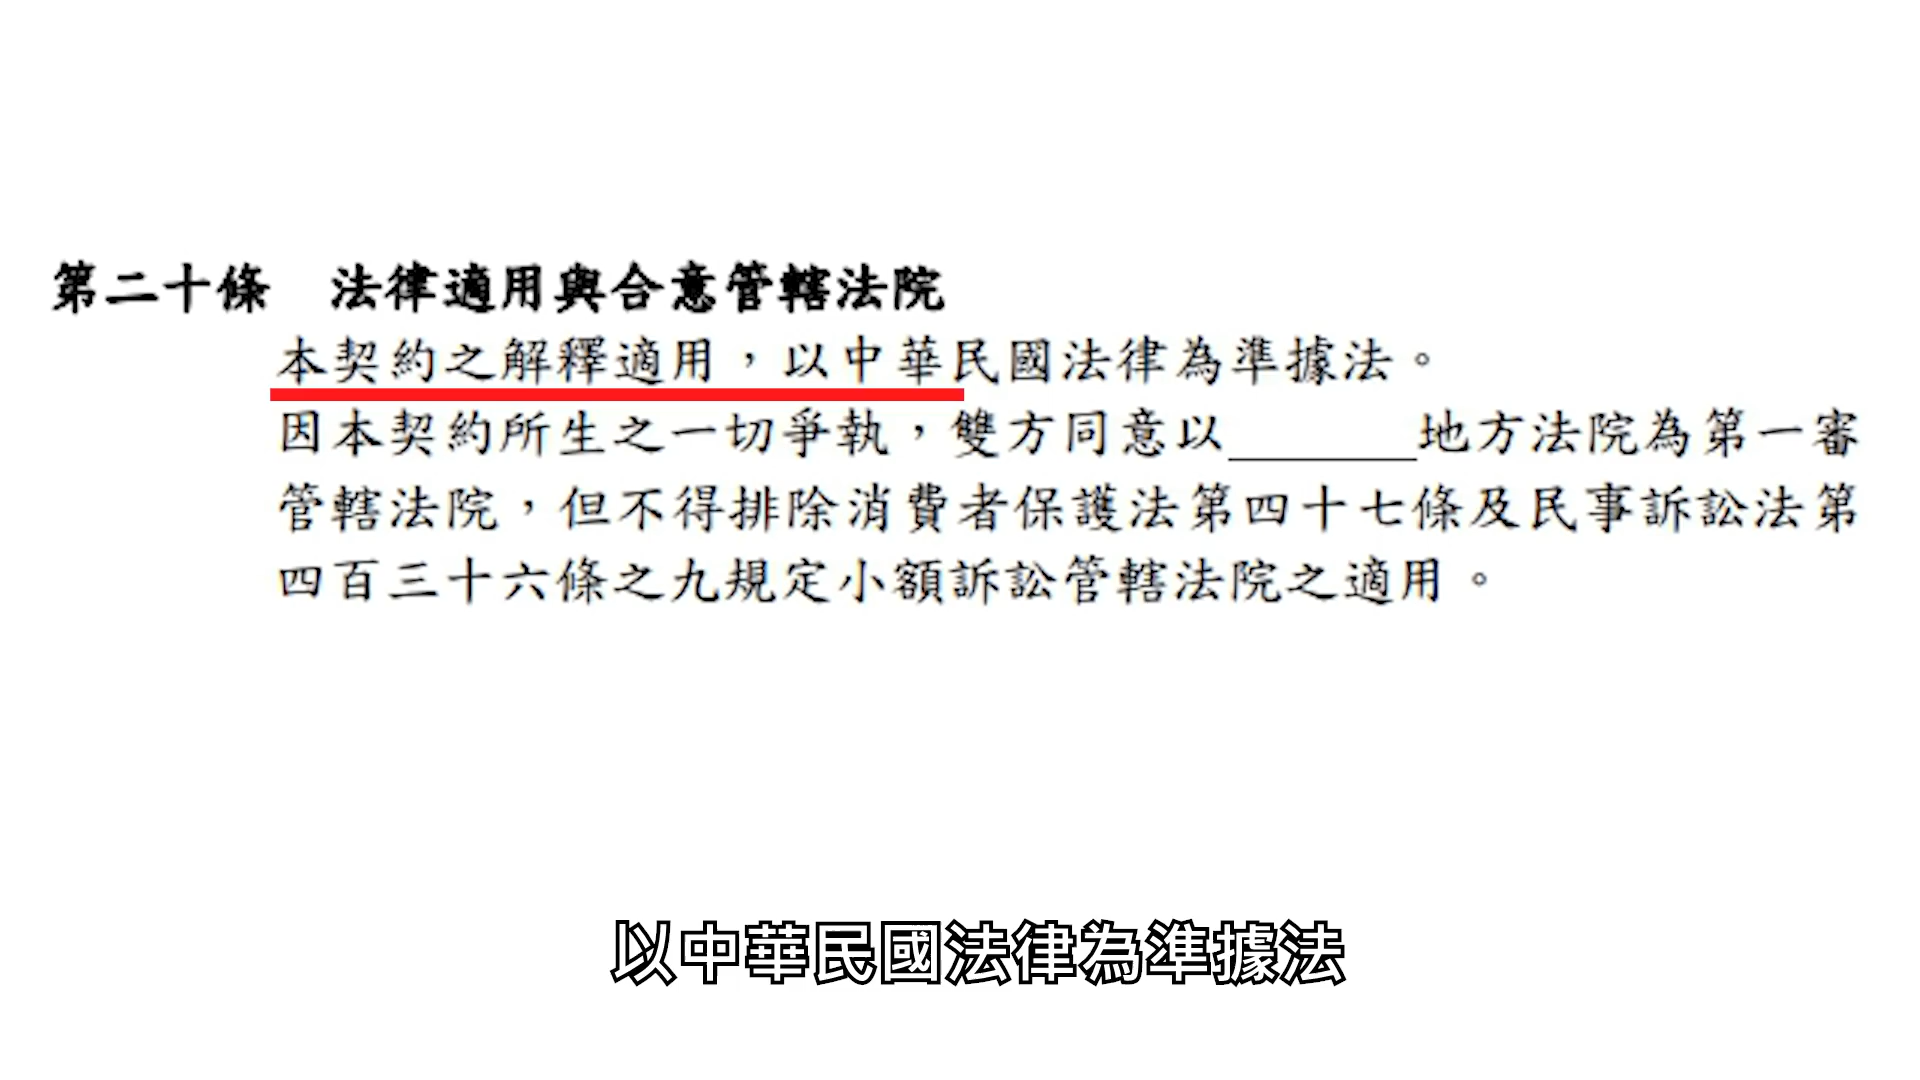 第二十條　法律適用與合意管轄法院
本契約之解釋適用，以中華民國法律為準據法。
因本契約所生之一切爭執，雙方同意以________地方法院為第一審
管轄法院，但不得排除消費者保護法第四十七條及民事訴訟法第
四百三十六條之九規定小額訴訟管轄法院之適用。
以中華民國法律為準據法